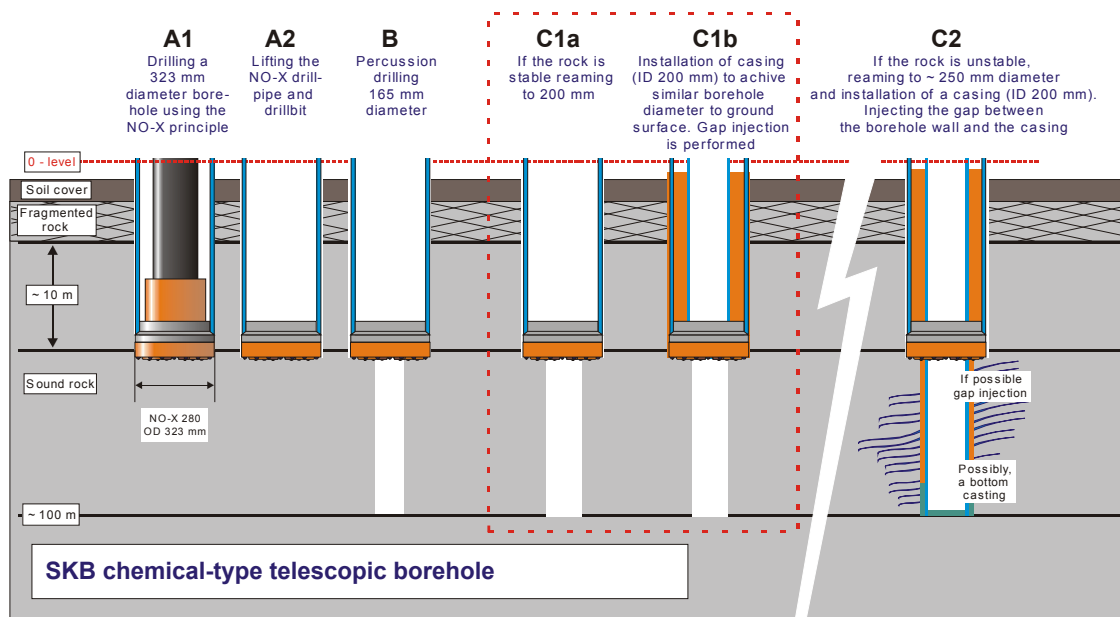 A1
Drilling a
323 mm
diameter bore-
hole using the
NO-X principle
A2
Lifting the
NO-X drill-
pipe and
drillbit
B
Percussion
drilling
165 mm
diameter
C1a
If the rock is
stable reaming
to 200 mm
C1b
Installation of casing
(ID 200 mm) to achive
similar borehole
diameter to ground
surface. Gap injection
is performed
C2
If the rock is unstable,
reaming to ~ 250 mm diameter
and installation of a casing (ID 200 mm).
Injecting the gap between
the borehole wall and the casing
0 - level
Soil cover
Fragmented
rock
~ 10 m
Sound rock
NO-X 280
OD 323 mm
If possible
gap injection
Possibly,
a bottom
casting
~ 100 m
SKB chemical-type telescopic borehole